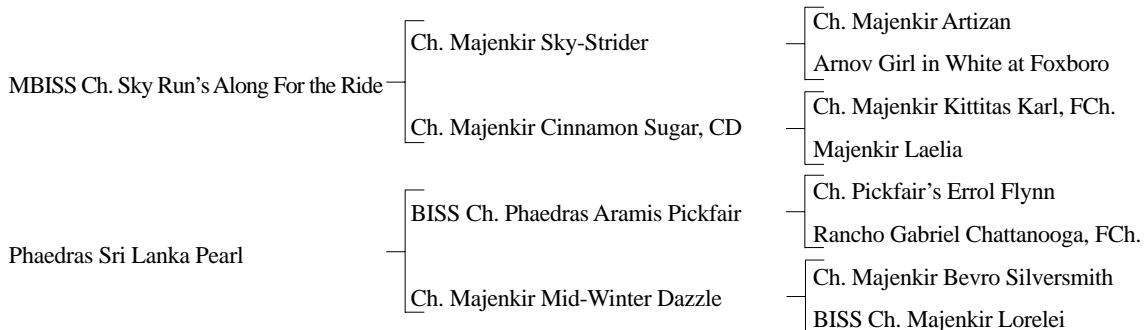 Ch. Majenkir Artizan
Ch. Majenkir Sky-Strider
Arnov Girl in White at Foxboro
MBISS Ch. Sky Run's Along For the Ride
Ch. Majenkir Kittitas Karl, FCh.
Ch. Majenkir Cinnamon Sugar, CD
Majenkir Laelia
Ch. Pickfair's Errol Flynn
BISS Ch. Phaedras Aramis Pickfair
Rancho Gabriel Chattanooga, FCh.
Phaedras Sri Lanka Pearl
Ch. Majenkir Bevro Silversmith
Ch. Majenkir Mid-Winter Dazzle
BISS Ch. Majenkir Lorelei